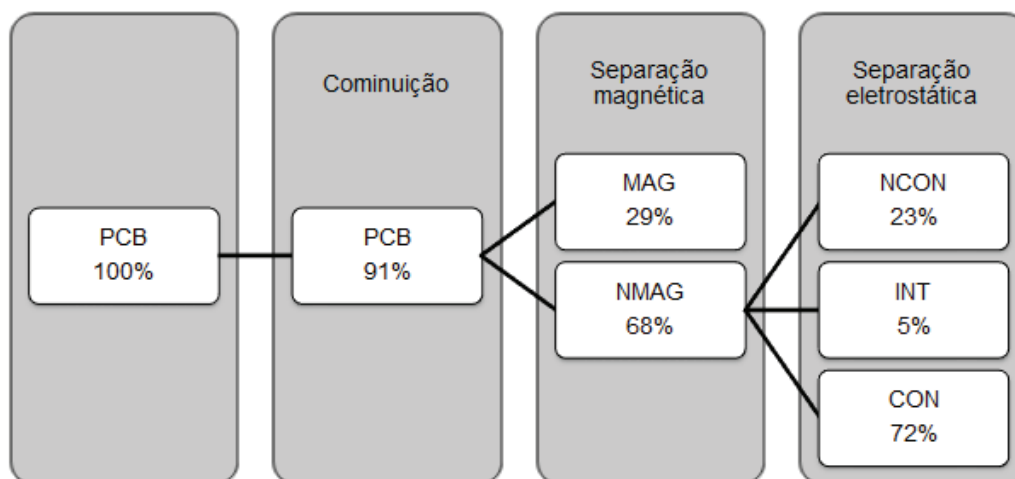 Cominuição
Separação
magnética
Separação
eletrostática
PCB
100%
PCB
91%
MAG
29%
NMAG
68%
NCON
23%
INT
5%
CON
72%